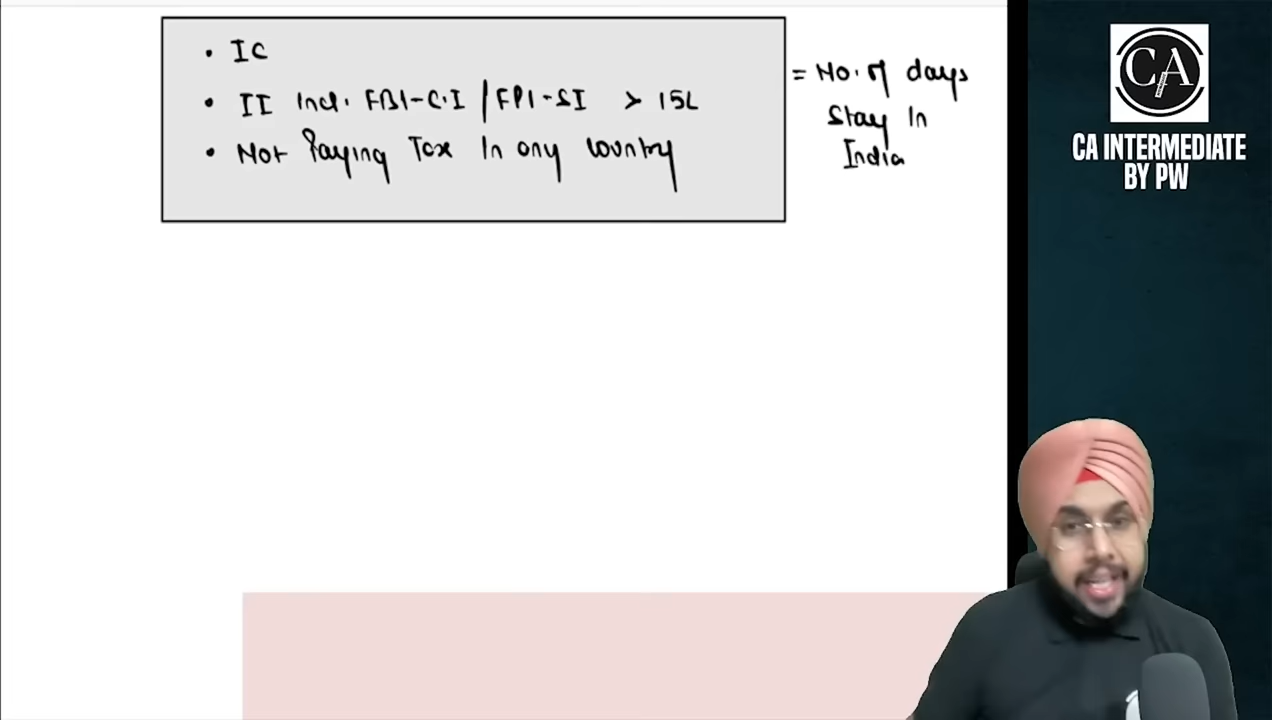 • IC
• II Incl. FBI-C.I / FPI-SI > 15L
• Not Paying Tax In any country
= No. of days
Stay In
India
CA
CA INTERMEDIATE
BY PW